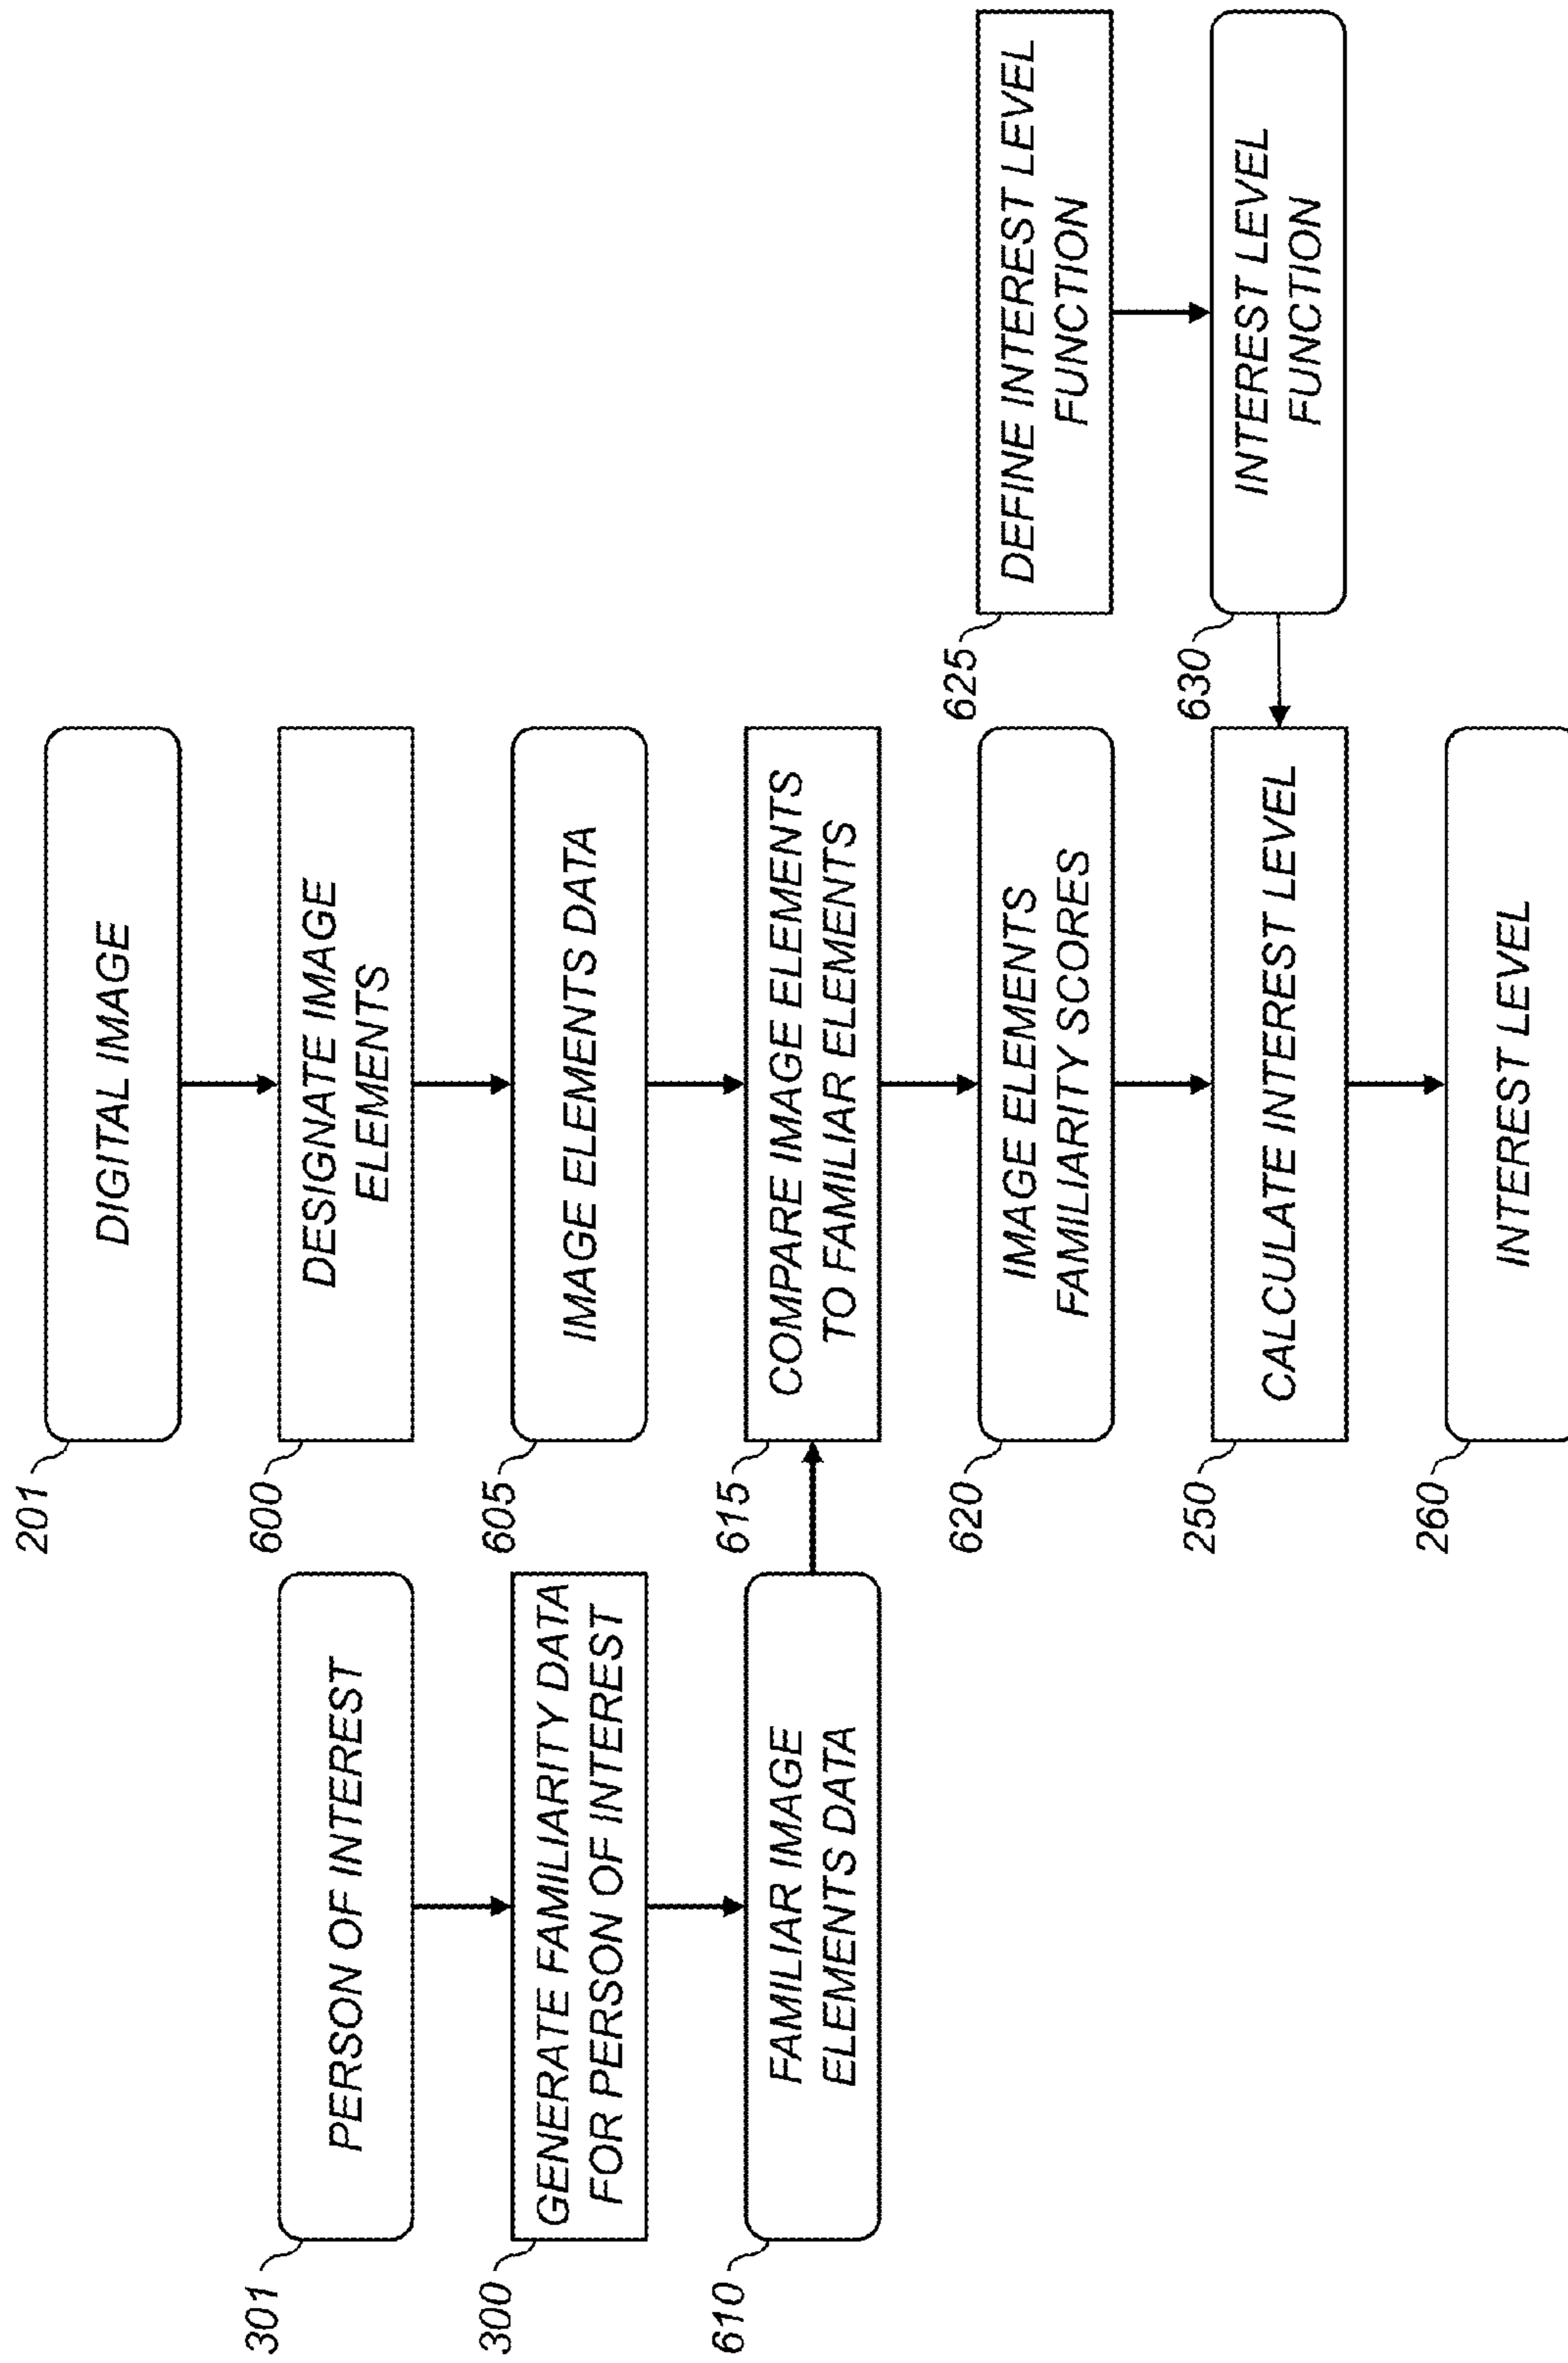 201
DIGITAL IMAGE
301
PERSON OF INTEREST
600
DESIGNATE IMAGE
ELEMENTS
300
GENERATE FAMILIARITY DATA
FOR PERSON OF INTEREST
605
IMAGE ELEMENTS DATA
610
FAMILIAR IMAGE
ELEMENTS DATA
615
COMPARE IMAGE ELEMENTS
TO FAMILIAR ELEMENTS
620
IMAGE ELEMENTS
FAMILIARITY SCORES
625
DEFINE INTEREST LEVEL
FUNCTION
250
CALCULATE INTEREST LEVEL
630
INTEREST LEVEL
FUNCTION
260
INTEREST LEVEL